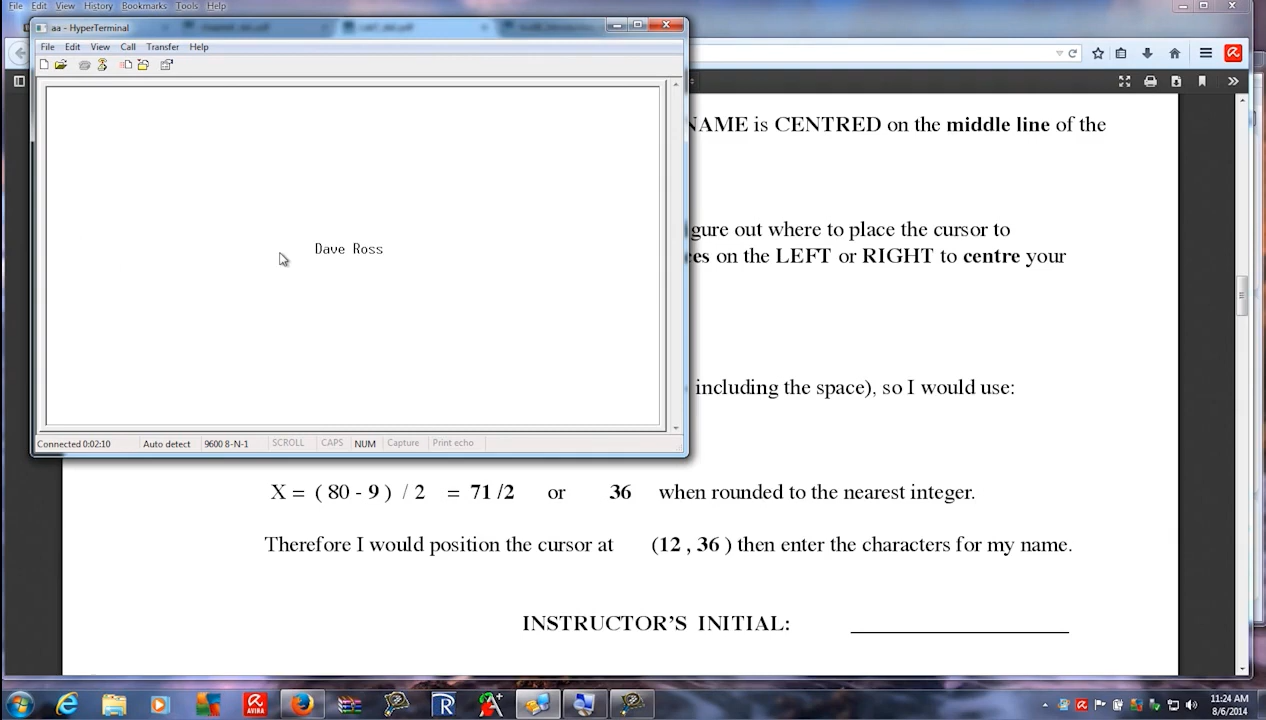 File Edit View History Bookmarks Tools Help
aa - HyperTerminal
File Edit View Call Transfer Help
NAME is CENTRED on the middle line of the
gure out where to place the cursor to
Dave Ross
ces on the LEFT or RIGHT to centre your
including the space), so I would use:
Connected 0:02:10 Auto detect 9600 8-N-1 SCROLL CAPS NUM Capture Print echo
X = ( 80 - 9 ) / 2 = 71 /2 or 36 when rounded to the nearest integer.
Therefore I would position the cursor at (12 , 36 ) then enter the characters for my name.
INSTRUCTOR'S INITIAL:
11:24 AM
8/6/2014